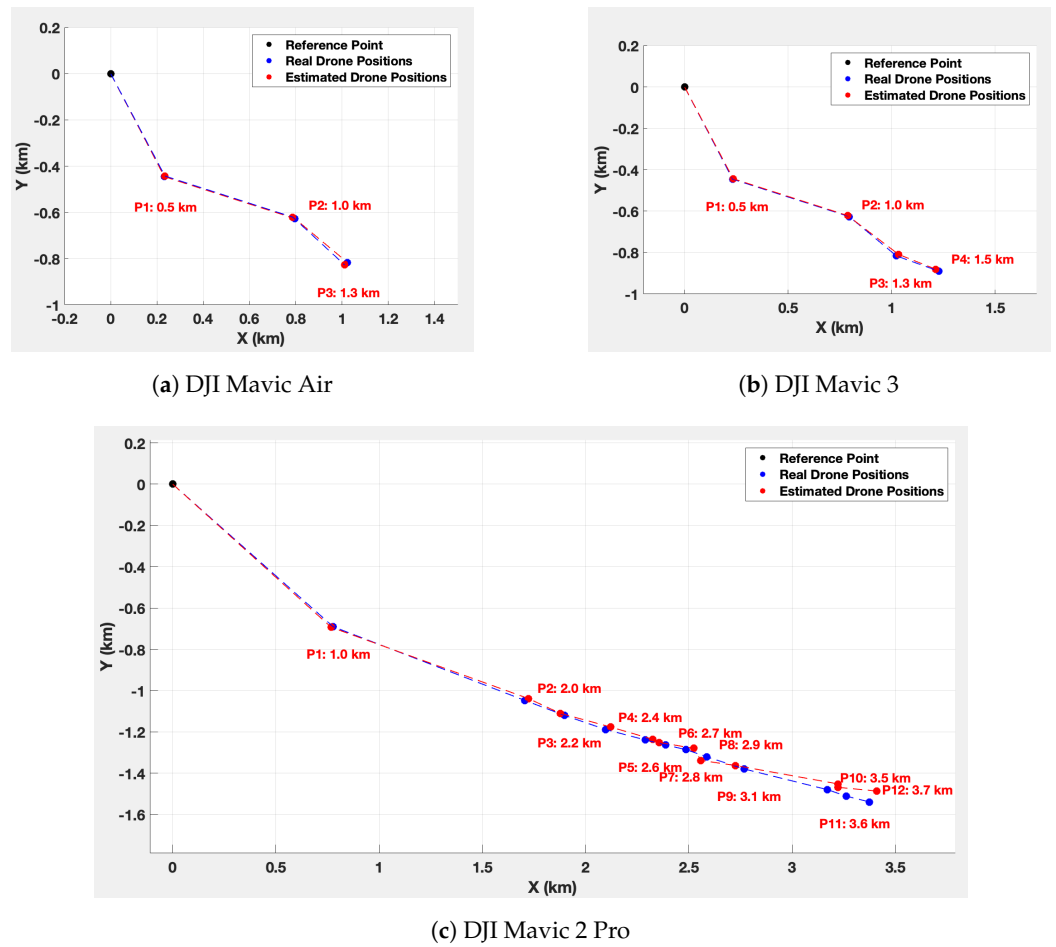 0.2
0
-0.2
-0.4
-0.6
-0.8
-1
Y (km)
-0.2 0 0.2 0.4 0.6 0.8 1 1.2 1.4
X (km)
Reference Point
Real Drone Positions
Estimated Drone Positions
P1: 0.5 km
P2: 1.0 km
P3: 1.3 km
(a) DJI Mavic Air
0.2
0
-0.2
-0.4
-0.6
-0.8
-1
Y (km)
0 0.5 1 1.5
X (km)
Reference Point
Real Drone Positions
Estimated Drone Positions
P1: 0.5 km
P2: 1.0 km
P4: 1.5 km
P3: 1.3 km
(b) DJI Mavic 3
0.2
0
-0.2
-0.4
-0.6
-0.8
-1
-1.2
-1.4
-1.6
Y (km)
0 0.5 1 1.5 2 2.5 3 3.5
X (km)
Reference Point
Real Drone Positions
Estimated Drone Positions
P1: 1.0 km
P2: 2.0 km
P4: 2.4 km
P3: 2.2 km
P6: 2.7 km
P8: 2.9 km
P5: 2.6 km
P7: 2.8 km
P9: 3.1 km
P10: 3.5 km
P12: 3.7 km
P11: 3.6 km
(c) DJI Mavic 2 Pro